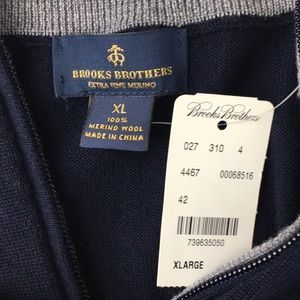 BROOKS BROTHERS
EXTRA FINE MERINO
XL
100%
MERINO WOOL
MADE IN CHINA
Brooks Brothers
027 310 4
4467 00068516
42
739635050
XLARGE